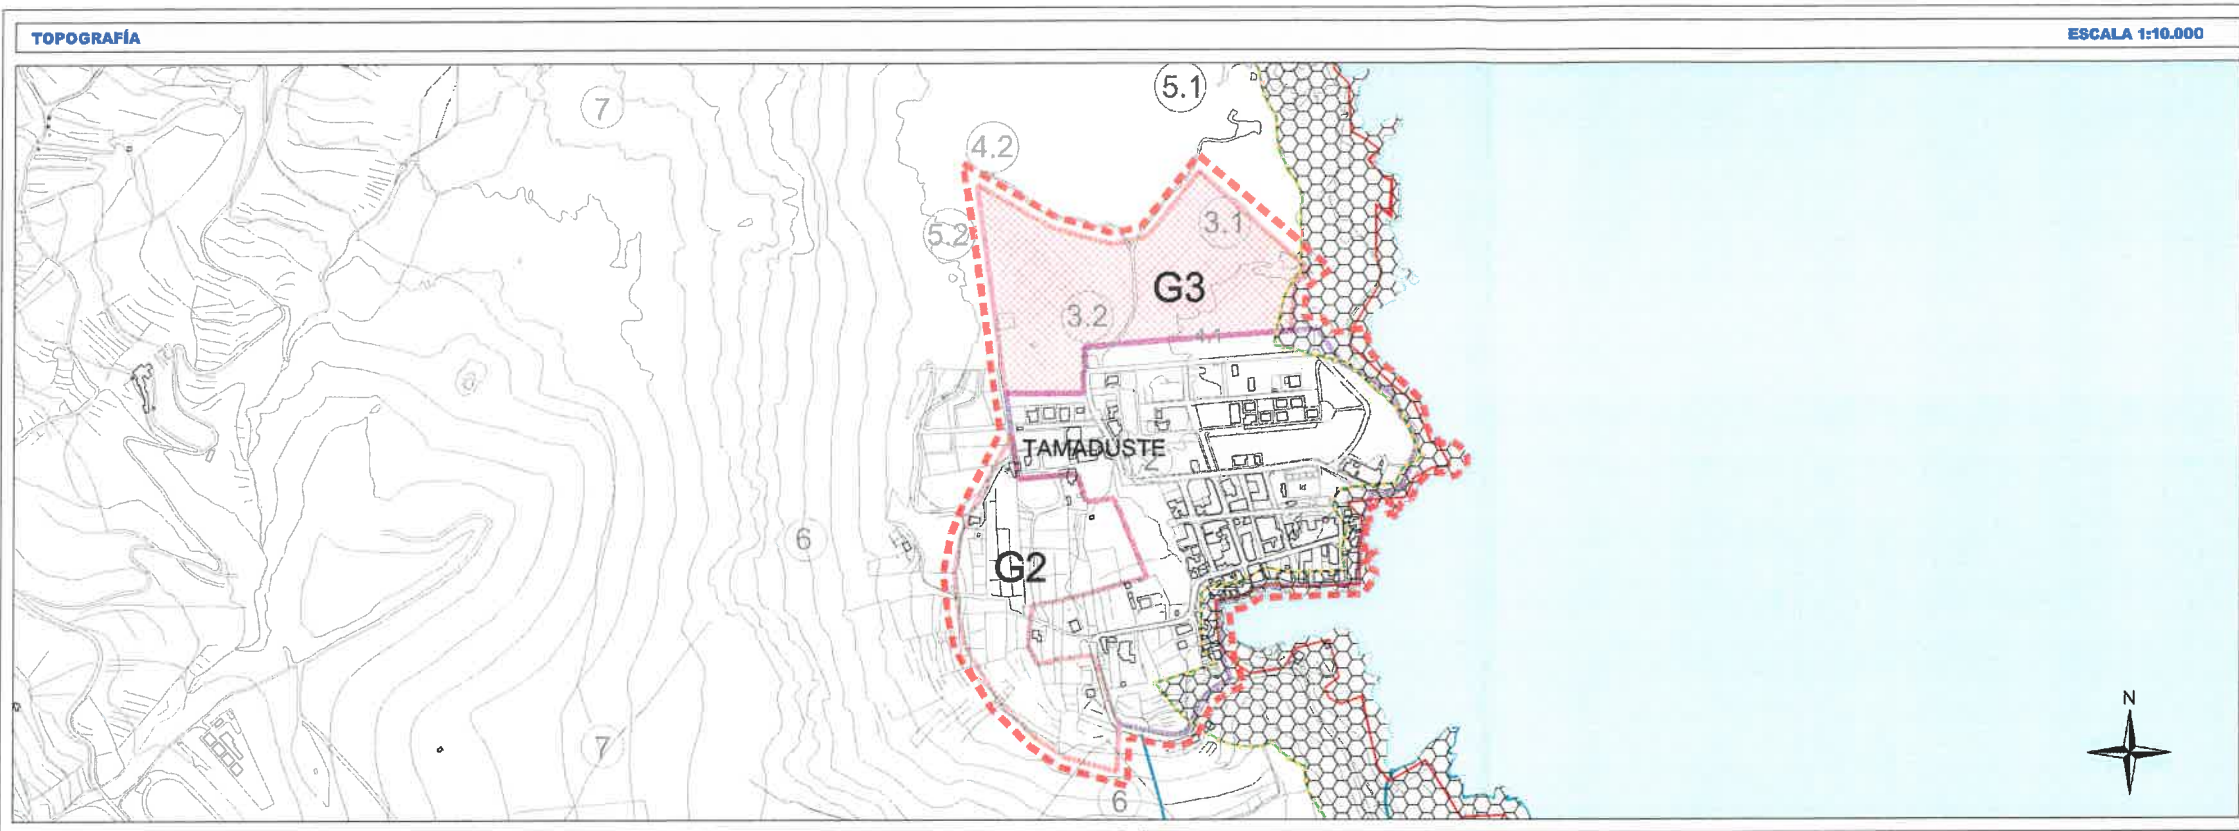 TOPOGRAFÍA
ESCALA 1:10.000
5.1
7
4.2
3.1
5.2
G3
3.2
4.1
TAMADUSTE
2
6
G2
N
7
6